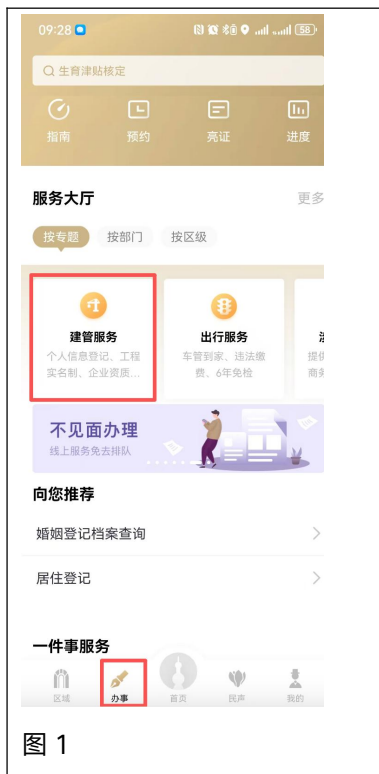 09:28 58
生育津贴核定
指南 预约 亮证 进度
服务大厅 更多
按专题 按部门 按区级
建管服务 出行服务
个人信息登记、工程 车管到家、违法缴 提供
实名制、企业资质... 费、6年免检 商务
不见面办理
线上服务免去排队
向您推荐
婚姻登记档案查询
居住登记
一件事服务
区域 办事 首页 民声 我的
图 1